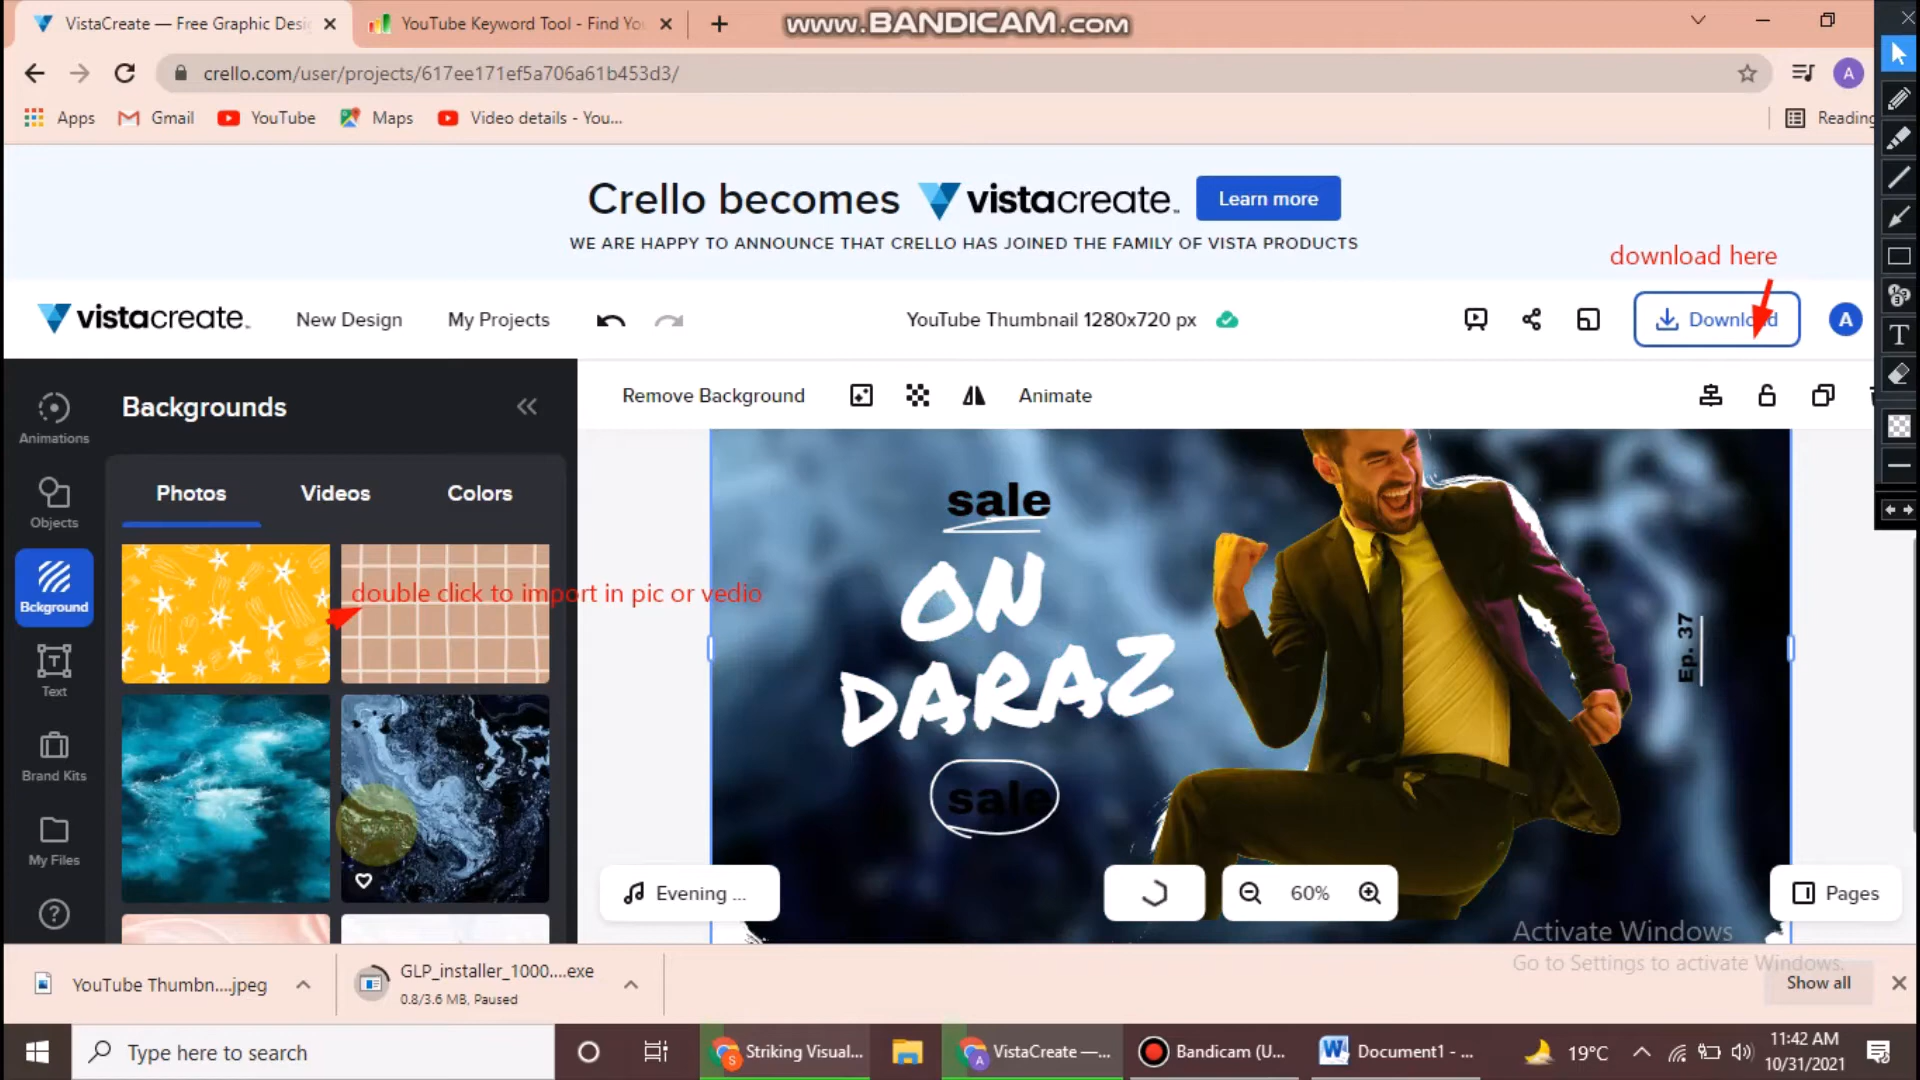 VistaCreate — Free Graphic Desi
YouTube Keyword Tool - Find Yo
WWW.BANDICAM.COM
crello.com/user/projects/617ee171ef5a706a61b453d3/
A
Apps
Gmail
YouTube
Maps
Video details - You...
Reading
Crello becomes vistacreate.
Learn more
WE ARE HAPPY TO ANNOUNCE THAT CRELLO HAS JOINED THE FAMILY OF VISTA PRODUCTS
download here
vistacreate.
New Design
My Projects
YouTube Thumbnail 1280x720 px
Download
A
Animations
Backgrounds
Remove Background
Animate
Objects
Photos
Videos
Colors
sale
Bckground
double click to import in pic or vedio
ON
DARAZ
Ep. 37
Text
Brand Kits
sale
My Files
Evening ...
60%
Pages
Activate Windows
Go to Settings to activate Windows.
YouTube Thumbn....jpeg
GLP_installer_1000....exe
0.8/3.6 MB, Paused
Show all
Type here to search
Striking Visual...
VistaCreate —...
Bandicam (U...
Document1 - ...
19°C
11:42 AM
10/31/2021